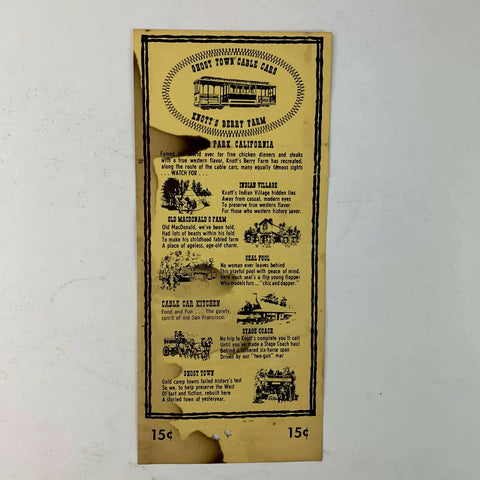 GHOST TOWN CABLE CARS
KNOTT'S BERRY FARM
PARK, CALIFORNIA
Famed the world over for fine chicken dinners and steaks
with a true western flavor, Knott's Berry Farm has recreated,
along the route of the cable cars, many equally famous sights
... WATCH FOR ...
INDIAN VILLAGE
Knott's Indian Village hidden lies
Away from casual, modern eyes
To preserve true western flavor
For those who western history savor.
OLD MACDONALD'S FARM
Old MacDonald, we've been told,
Had lots of beasts within his fold
To make his childhood fabled farm
A place of ageless, age-old charm.
SEAL POOL
No woman ever leaves behind
This playful pool with peace of mind.
Here each seal's a flip young flapper
Who models furs... "chic and dapper."
CABLE CAR KITCHEN
Food and Fun . . . The gaiety,
spirit of old San Francisco.
STAGE COACH
No trip to Knott's complete you'll call
Until you've made a Stage Coach haul
Behind a lathered six-horse span
Driven by our "two-gun" man
GHOST TOWN
Gold camp towns failed history's test
So we, to help preserve the West
Of fact and fiction, rebuilt here
A storied town of yesteryear.
15¢ 15¢